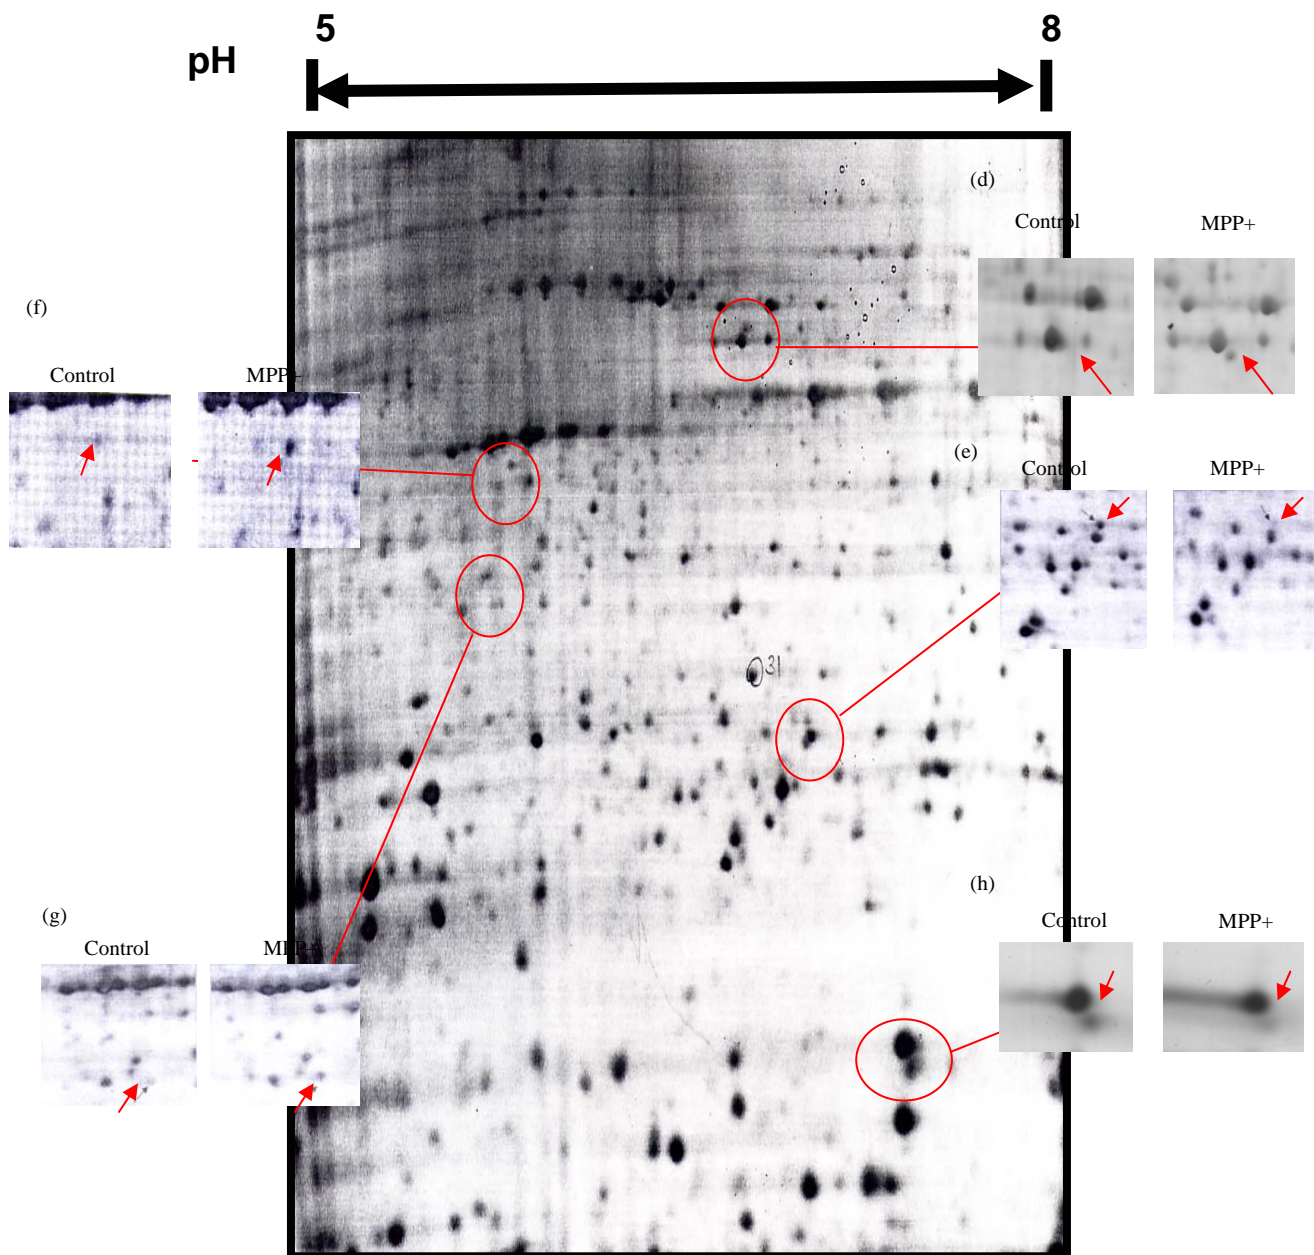 5
8
pH
(d)
Control
MPP+
(f)
Control
MPP+
(e)
Control
MPP+
31
(h)
(g)
Control
MPP+
Control
MPP+